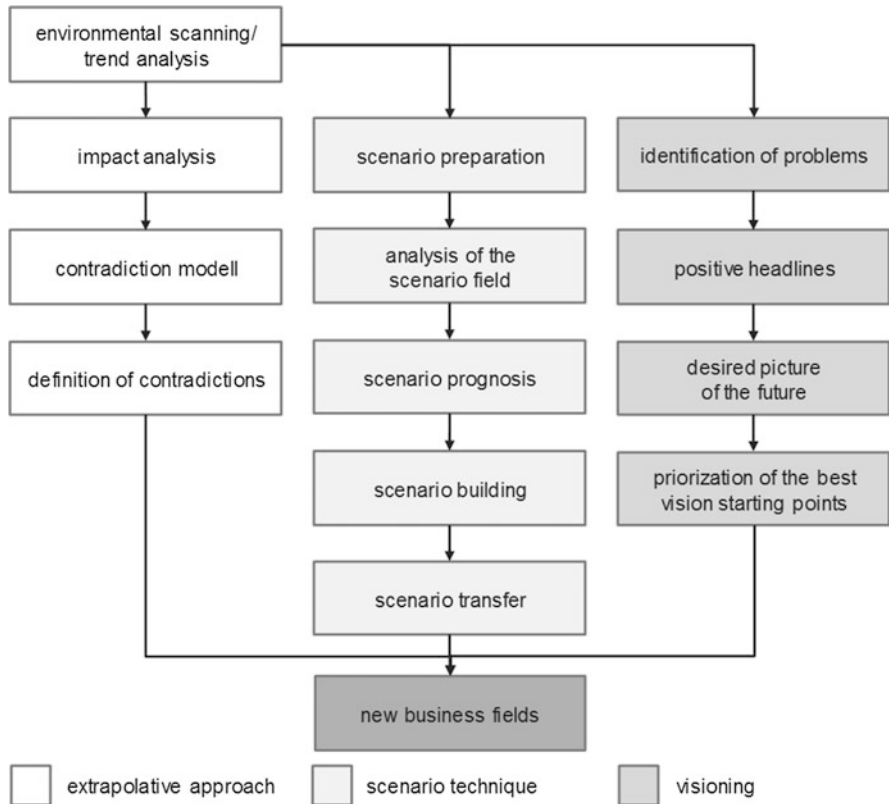 environmental scanning/
trend analysis
impact analysis
contradiction modell
definition of contradictions
scenario preparation
analysis of the
scenario field
scenario prognosis
scenario building
scenario transfer
identification of problems
positive headlines
desired picture
of the future
priorization of the best
vision starting points
new business fields
extrapolative approach
scenario technique
visioning